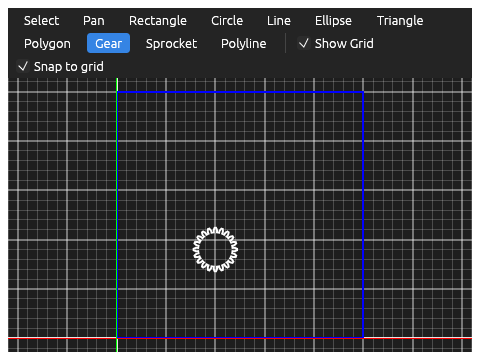 Select Pan Rectangle Circle Line Ellipse Triangle
Polygon Gear Sprocket Polyline Show Grid
Snap to grid